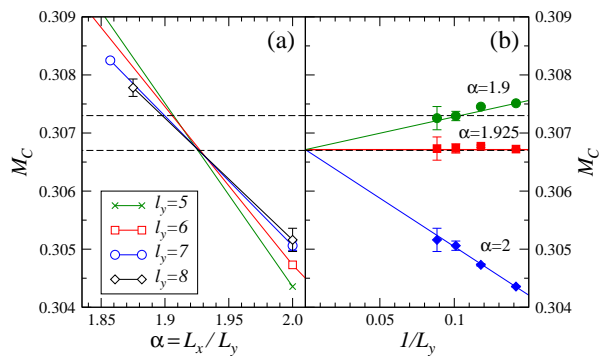 0.309
0.308
0.307
0.306
0.305
0.304
M_C
(a)
l_y=5
l_y=6
l_y=7
l_y=8
1.85
1.9
1.95
2.0
α=L_x/L_y
(b)
α=1.9
α=1.925
α=2
0.05
0.1
1/L_y
0.309
0.308
0.307
0.306
0.305
0.304
M_C